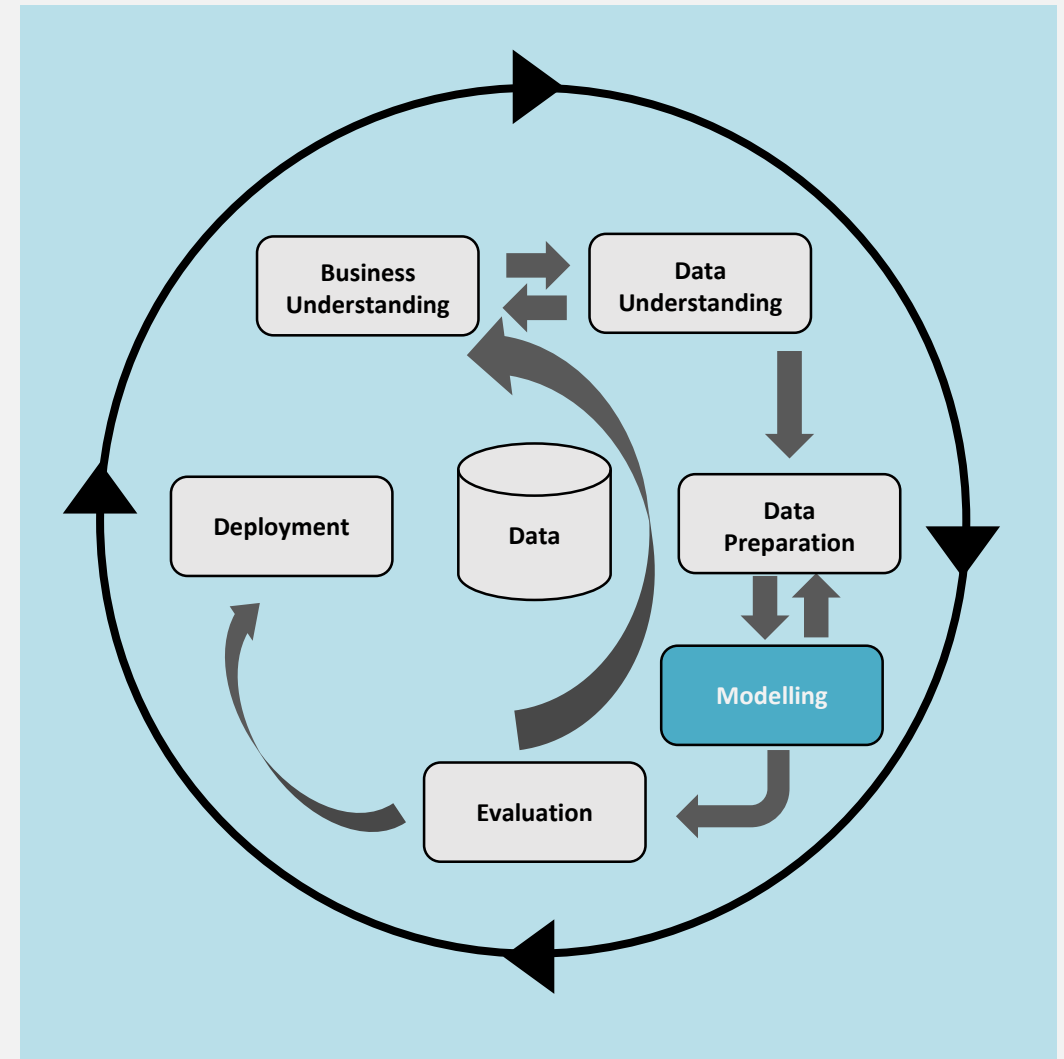 Business
Understanding
Data
Understanding
Deployment
Data
Data
Preparation
Modelling
Evaluation